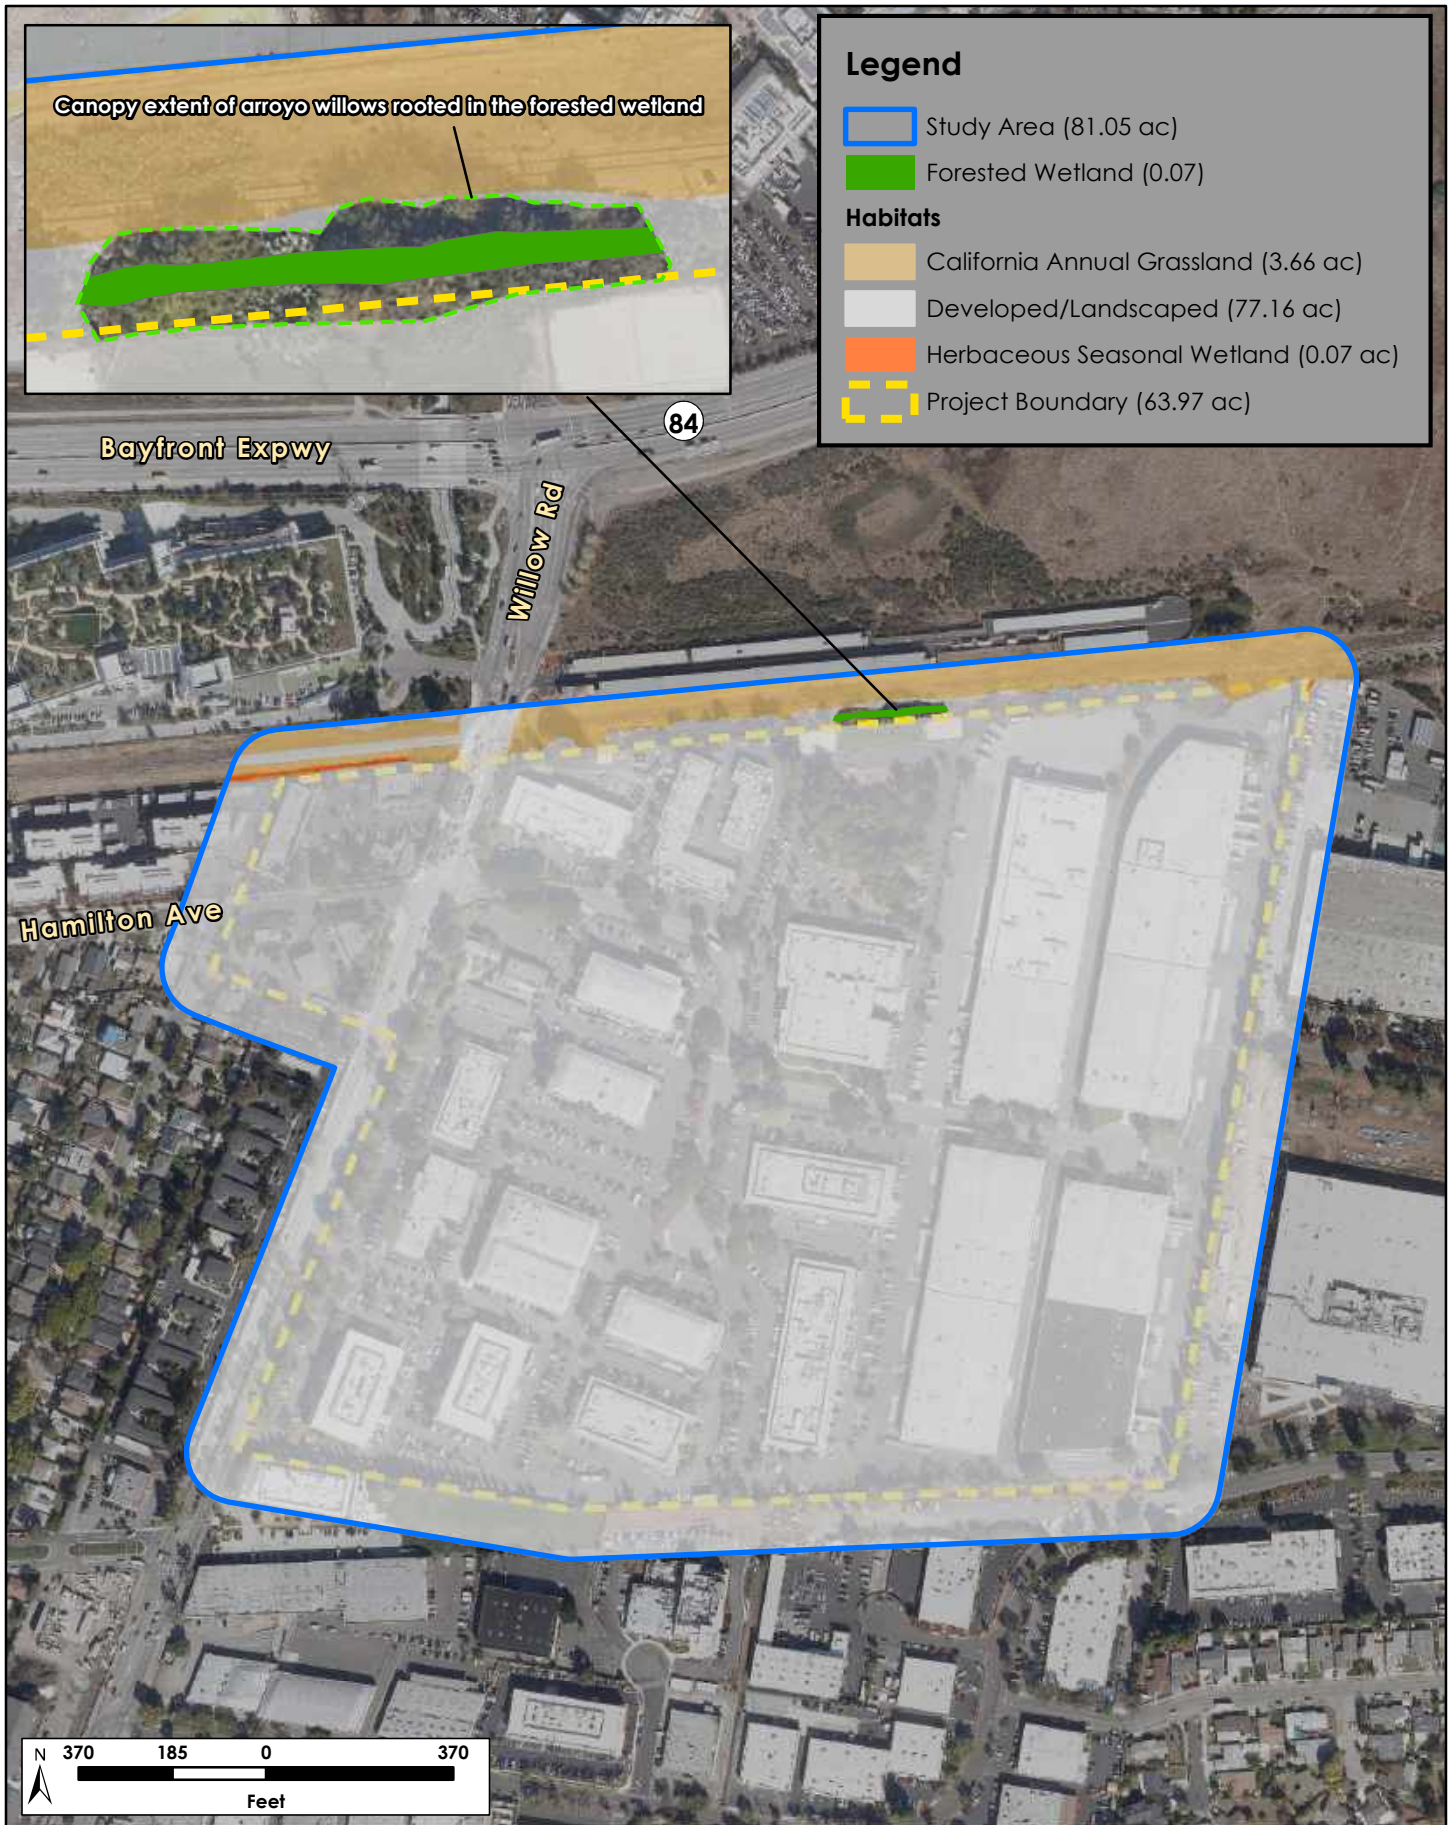 Canopy extent of arroyo willows rooted in the forested wetland
Legend
Study Area (81.05 ac)
Forested Wetland (0.07)
Habitats
California Annual Grassland (3.66 ac)
Developed/Landscaped (77.16 ac)
Herbaceous Seasonal Wetland (0.07 ac)
Project Boundary (63.97 ac)
84
Bayfront Expwy
Willow Rd
Hamilton Ave
N 370 185 0 370
Feet